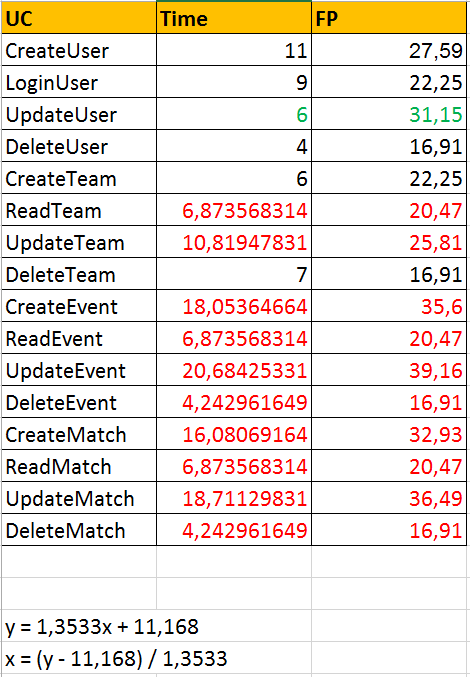 UC Time FP
CreateUser 11 27,59
LoginUser 9 22,25
UpdateUser 6 31,15
DeleteUser 4 16,91
CreateTeam 6 22,25
ReadTeam 6,873568314 20,47
UpdateTeam 10,81947831 25,81
DeleteTeam 7 16,91
CreateEvent 18,05364664 35,6
ReadEvent 6,873568314 20,47
UpdateEvent 20,68425331 39,16
DeleteEvent 4,242961649 16,91
CreateMatch 16,08069164 32,93
ReadMatch 6,873568314 20,47
UpdateMatch 18,71129831 36,49
DeleteMatch 4,242961649 16,91
y = 1,3533x + 11,168
x = (y - 11,168) / 1,3533